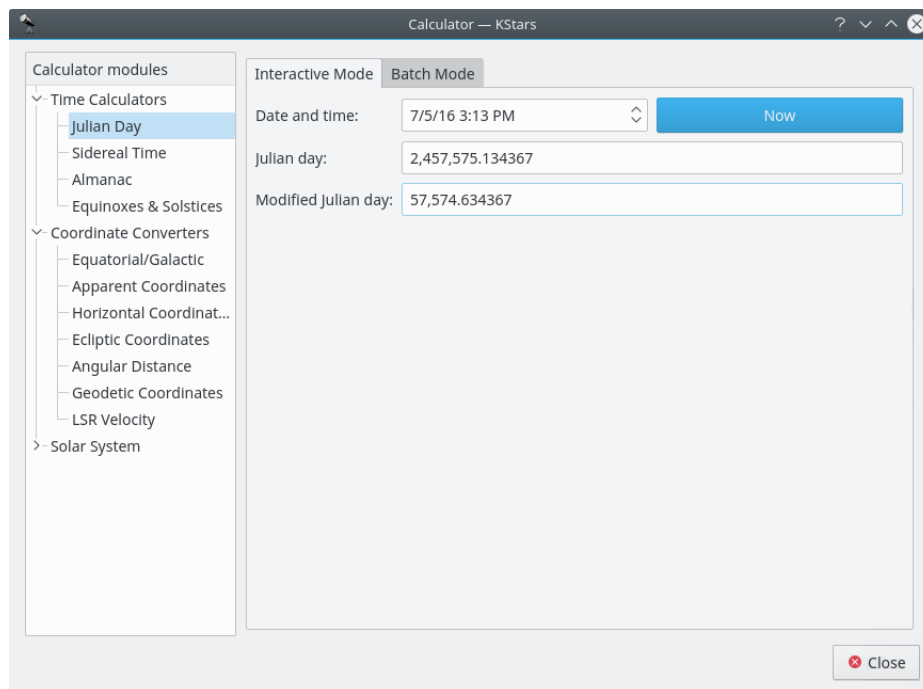 Calculator — KStars
Calculator modules
Time Calculators
Julian Day
Sidereal Time
Almanac
Equinoxes & Solstices
Coordinate Converters
Equatorial/Galactic
Apparent Coordinates
Horizontal Coordinat...
Ecliptic Coordinates
Angular Distance
Geodetic Coordinates
LSR Velocity
Solar System
Interactive Mode Batch Mode
Date and time: 7/5/16 3:13 PM Now
Julian day: 2,457,575.134367
Modified Julian day: 57,574.634367
Close